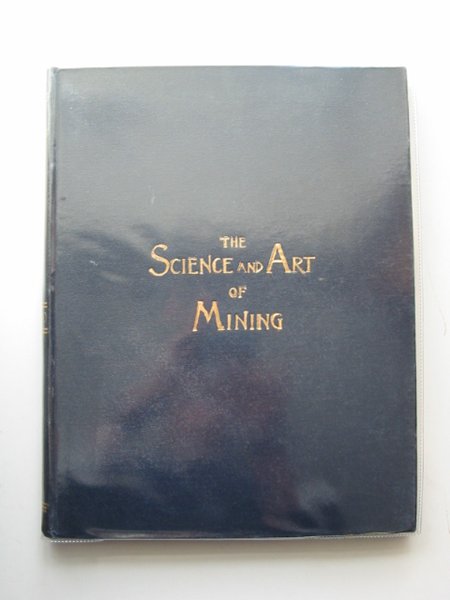 THE
SCIENCE AND ART
OF
MINING